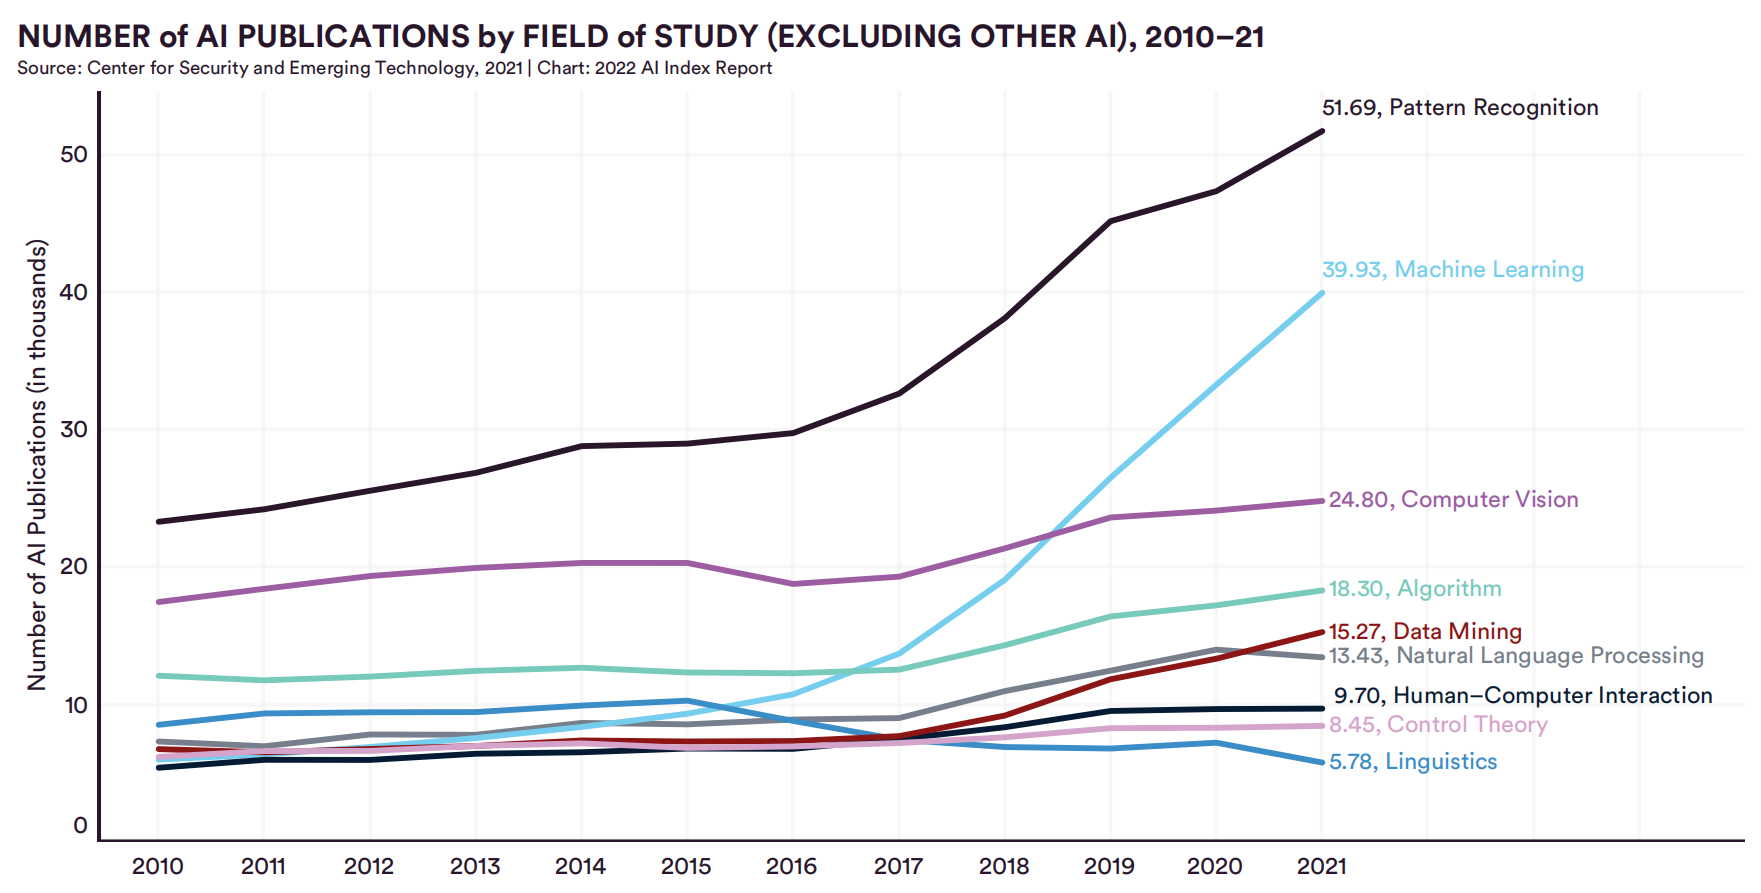 NUMBER of AI PUBLICATIONS by FIELD of STUDY (EXCLUDING OTHER AI), 2010–21
Source: Center for Security and Emerging Technology, 2021 | Chart: 2022 AI Index Report
Number of AI Publications (in thousands)
50
40
30
20
10
0
51.69, Pattern Recognition
39.93, Machine Learning
24.80, Computer Vision
18.30, Algorithm
15.27, Data Mining
13.43, Natural Language Processing
9.70, Human–Computer Interaction
8.45, Control Theory
5.78, Linguistics
2010 2011 2012 2013 2014 2015 2016 2017 2018 2019 2020 2021